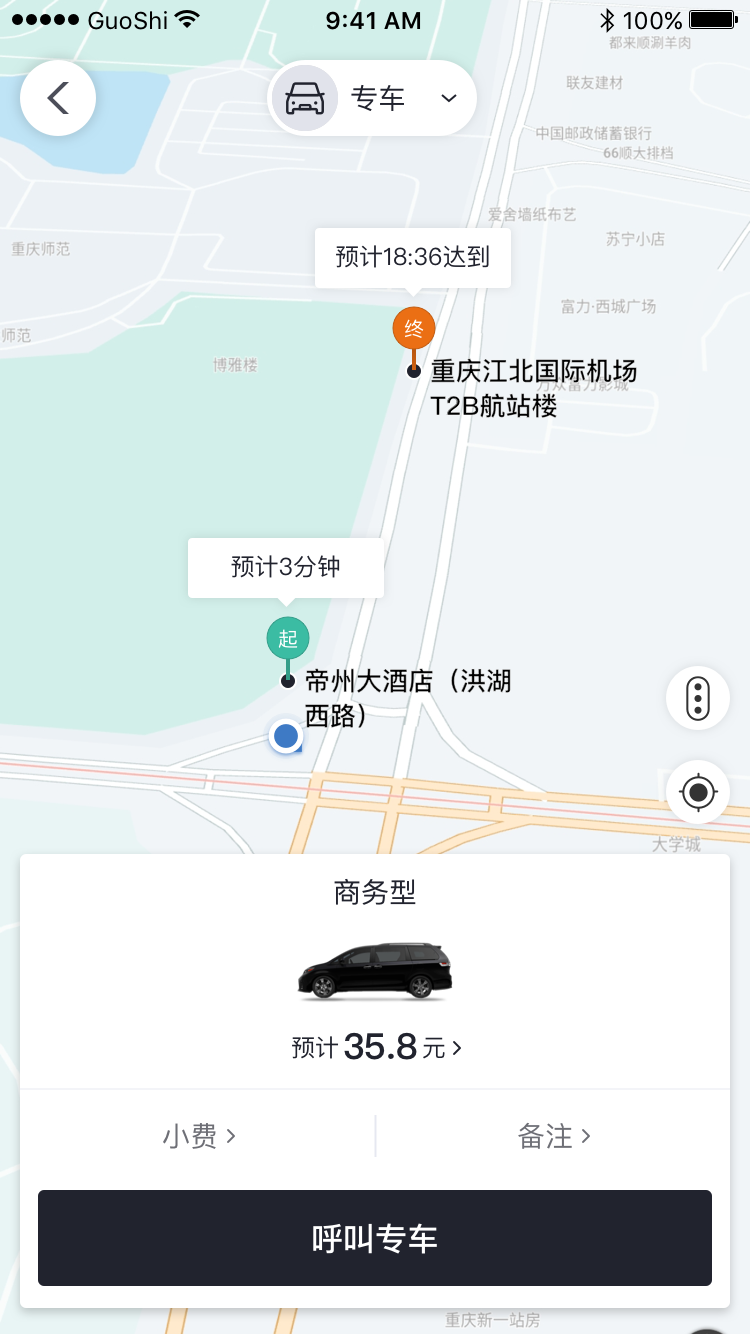 GuoShi
9:41 AM
100%
都来顺涮羊肉
联友建材
专车
中国邮政储蓄银行
66顺大排档
爱舍墙纸布艺
苏宁小店
重庆师范
预计18:36达到
富力·西城广场
终
师范
博雅楼
重庆江北国际机场
万众富力影城
T2B航站楼
预计3分钟
起
帝州大酒店（洪湖
西路）
大学城
商务型
预计35.8元
小费
备注
呼叫专车
重庆新一站房